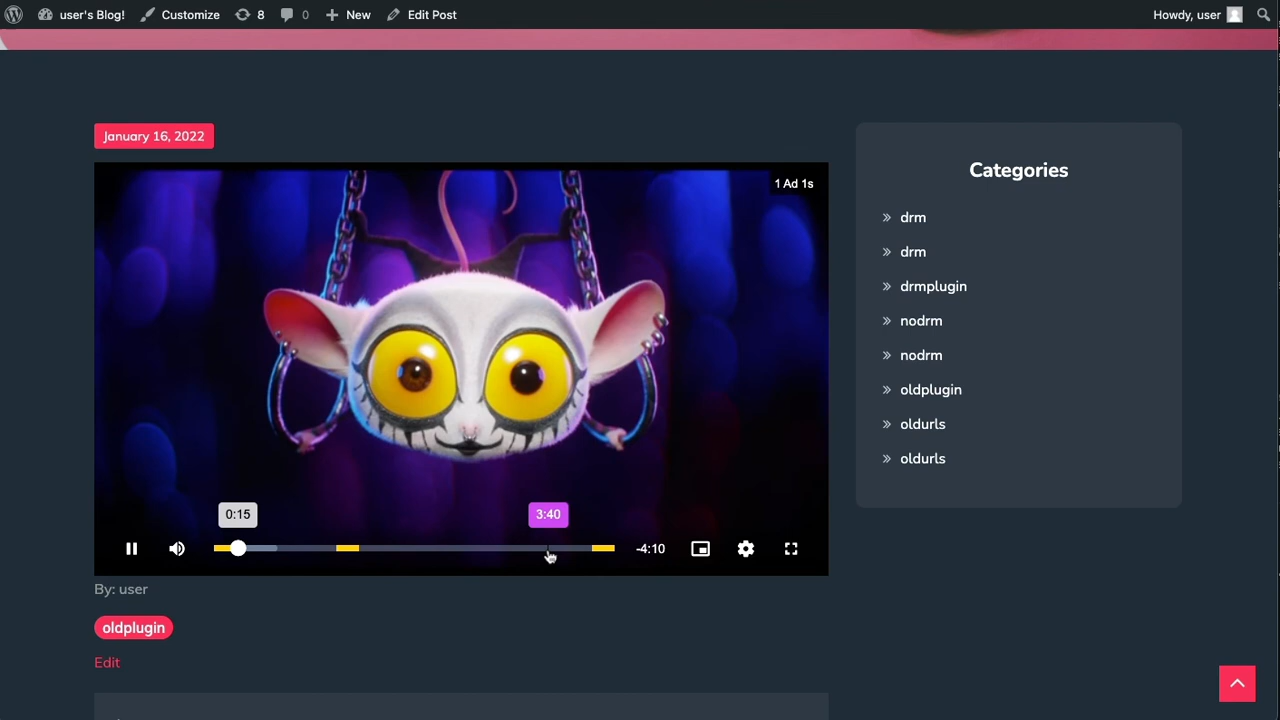 user's Blog!
Customize
8
0
New
Edit Post
Howdy, user
January 16, 2022
1 Ad 1s
0:15
3:40
-4:10
By: user
oldplugin
Edit
Categories
drm
drm
drmplugin
nodrm
nodrm
oldplugin
oldurls
oldurls